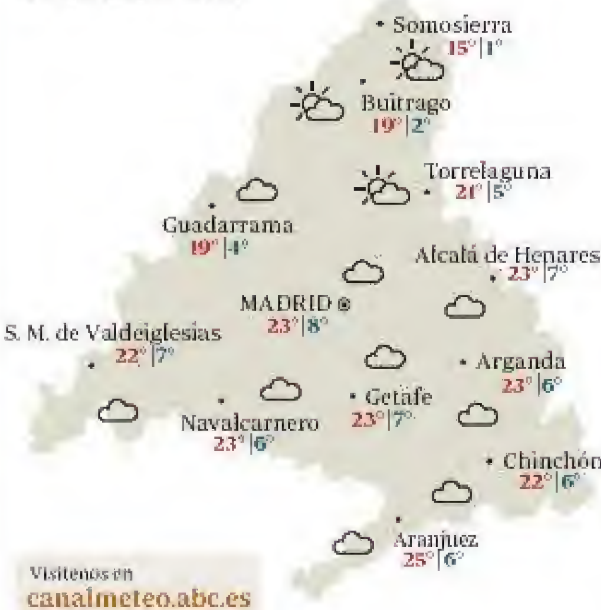 Somosierra
15°|1°
Buitrago
19°|2°
Torrelaguna
21°|5°
Guadarrama
19°|4°
Alcalá de Henares
23°|7°
MADRID
23°|8°
S. M. de Valdeiglesias
22°|7°
Arganda
23°|6°
Getafe
23°|7°
Navalcarnero
23°|6°
Chinchón
22°|6°
Aranjuez
25°|6°
Visítenos en
canalmeteo.abc.es